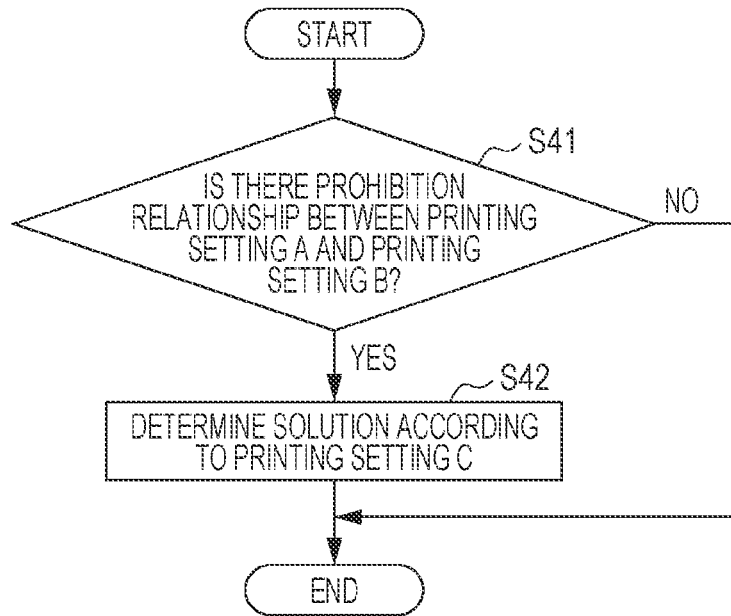 START
S41
IS THERE PROHIBITION
RELATIONSHIP BETWEEN PRINTING
SETTING A AND PRINTING
SETTING B?
NO
YES
S42
DETERMINE SOLUTION ACCORDING
TO PRINTING SETTING C
END